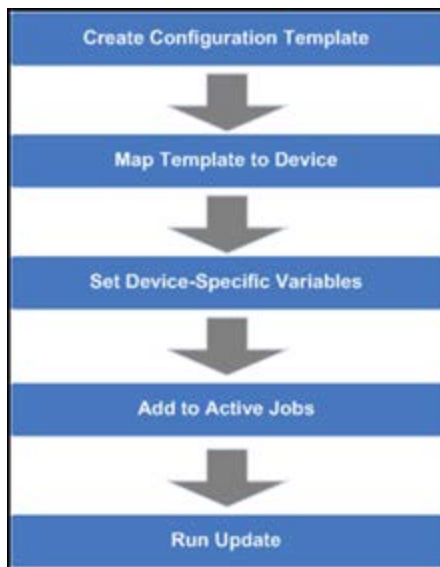 Create Configuration Template
Map Template to Device
Set Device-Specific Variables
Add to Active Jobs
Run Update